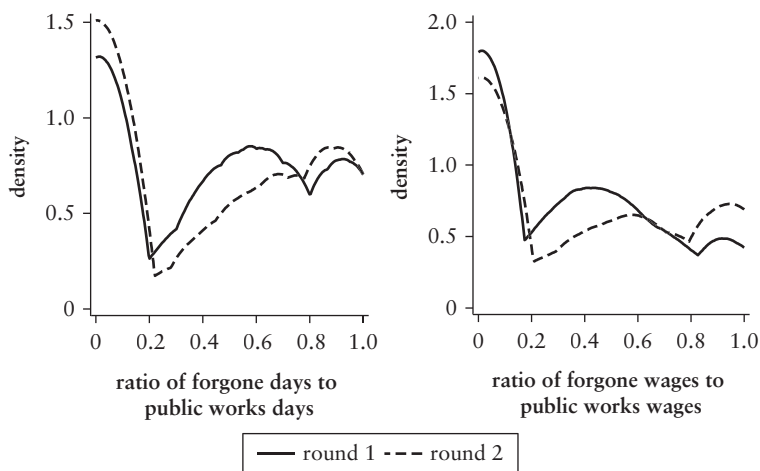 1.5
1.0
0.5
0
density
0 0.2 0.4 0.6 0.8 1.0
ratio of forgone days to
public works days
2.0
1.5
1.0
0.5
0
density
0 0.2 0.4 0.6 0.8 1.0
ratio of forgone wages to
public works wages
round 1 round 2